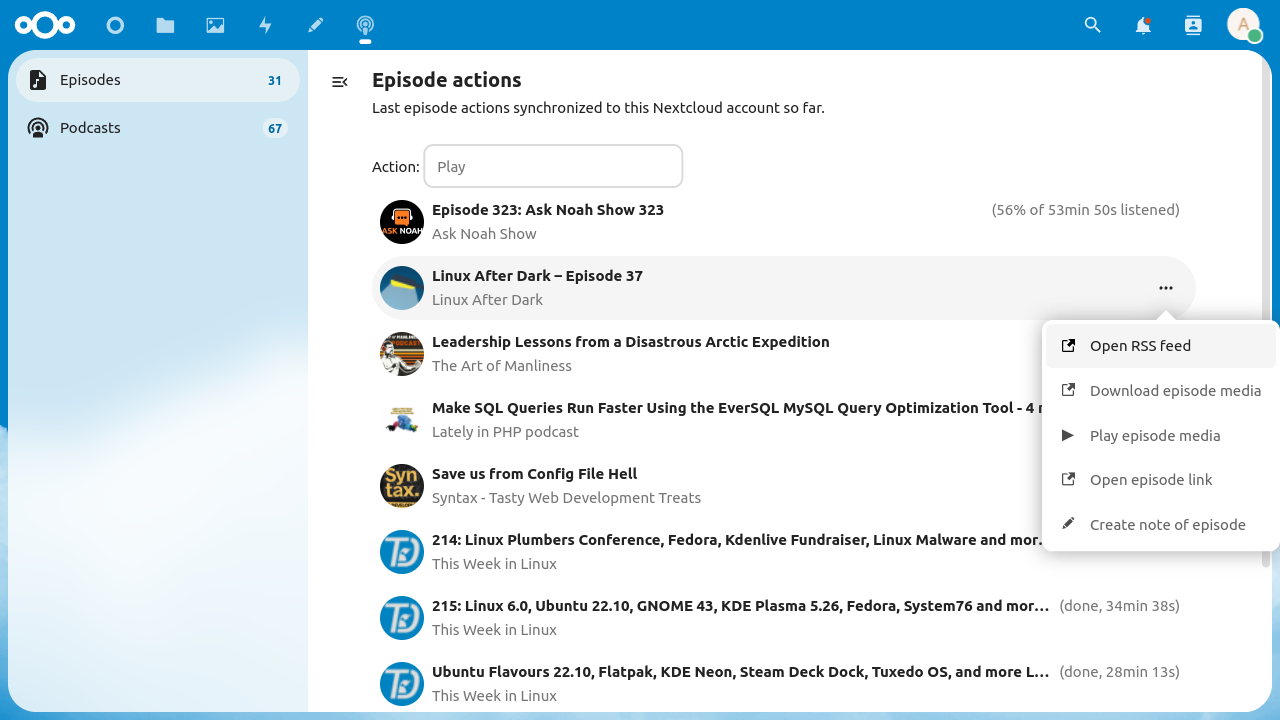 A
Episodes 31
Podcasts 67
Episode actions
Last episode actions synchronized to this Nextcloud account so far.
Action: Play
Episode 323: Ask Noah Show 323 (56% of 53min 50s listened)
Ask Noah Show
ASK NOAH
Linux After Dark – Episode 37
Linux After Dark
Leadership Lessons from a Disastrous Arctic Expedition
The Art of Manliness
PODCAST
Make SQL Queries Run Faster Using the EverSQL MySQL Query Optimization Tool - 4
Lately in PHP podcast
Save us from Config File Hell
Syntax - Tasty Web Development Treats
Syn
tax.
214: Linux Plumbers Conference, Fedora, Kdenlive Fundraiser, Linux Malware and mor…
This Week in Linux
215: Linux 6.0, Ubuntu 22.10, GNOME 43, KDE Plasma 5.26, Fedora, System76 and mor… (done, 34min 38s)
This Week in Linux
Ubuntu Flavours 22.10, Flatpak, KDE Neon, Steam Deck Dock, Tuxedo OS, and more L… (done, 28min 13s)
This Week in Linux
Open RSS feed
Download episode media
Play episode media
Open episode link
Create note of episode